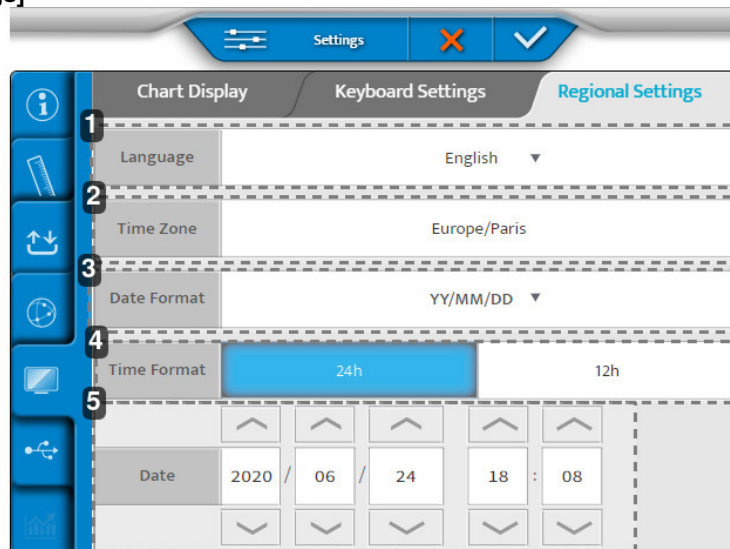 Settings
Chart Display Keyboard Settings Regional Settings
1
Language English
2
Time Zone Europe/Paris
3
Date Format YY/MM/DD
4
Time Format 24h 12h
5
Date 2020 / 06 / 24 18 : 08